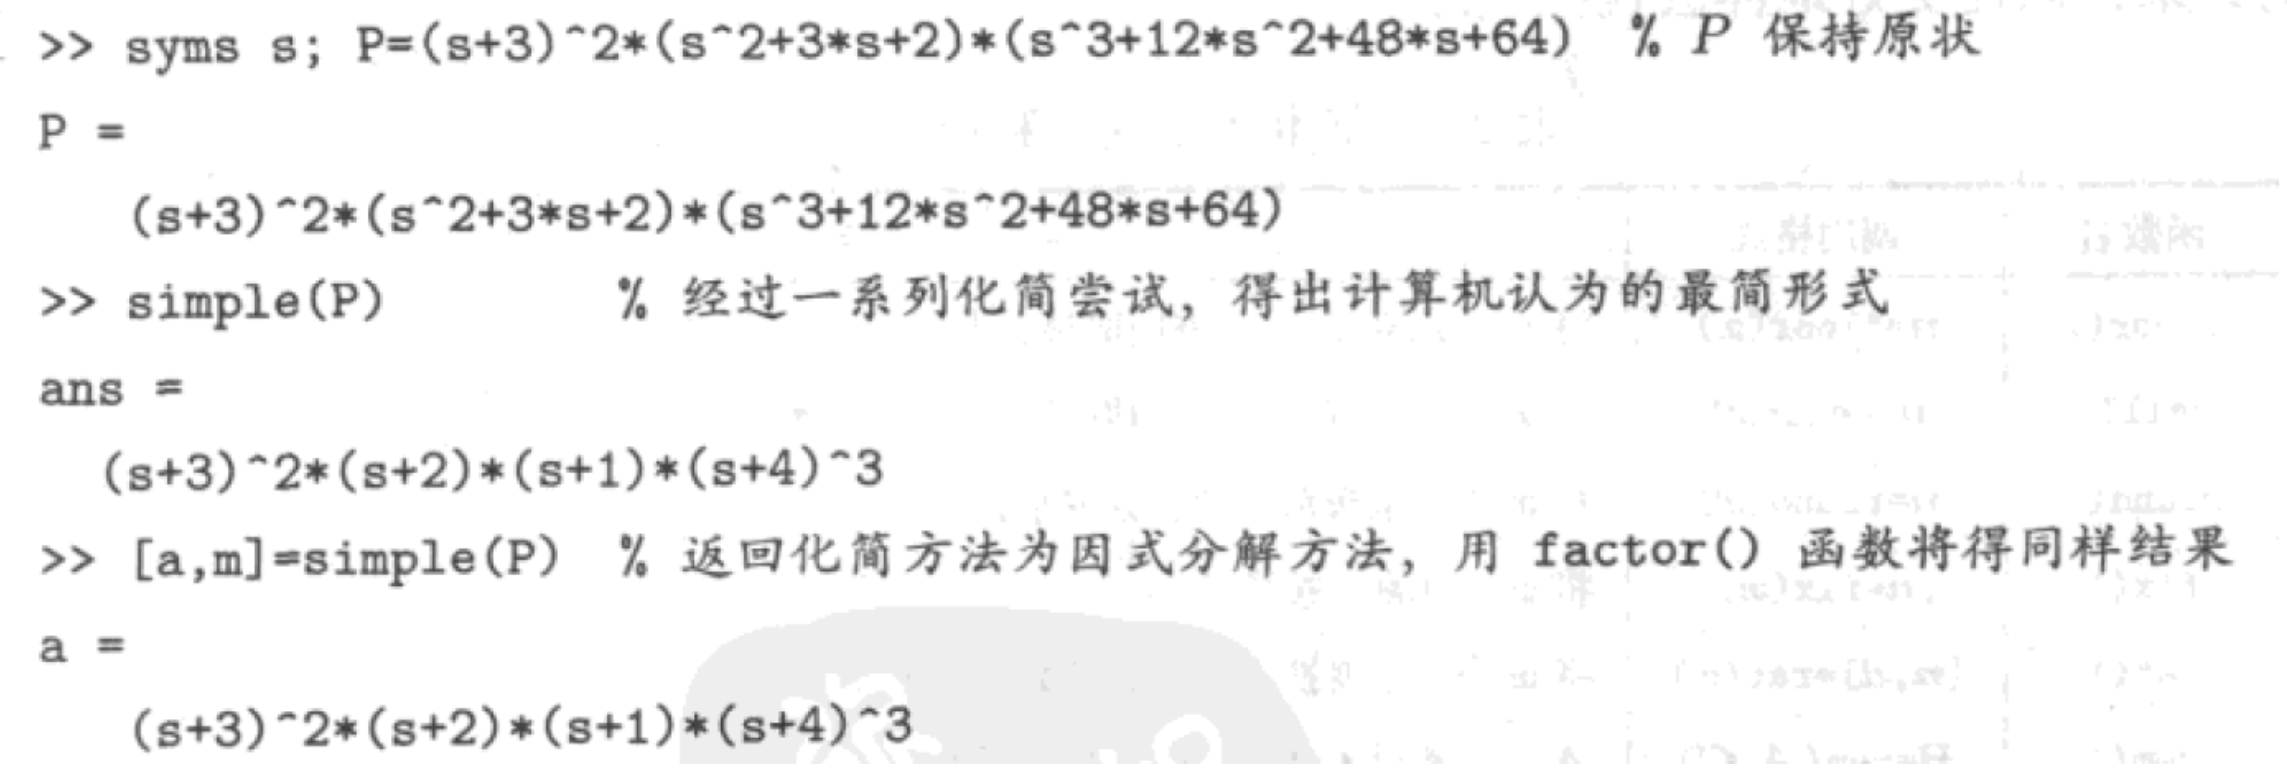 >> syms s; P=(s+3)^2*(s^2+3*s+2)*(s^3+12*s^2+48*s+64) % P 保持原状
P =
(s+3)^2*(s^2+3*s+2)*(s^3+12*s^2+48*s+64)
>> simple(P) % 经过一系列化简尝试，得出计算机认为的最简形式
ans =
(s+3)^2*(s+2)*(s+1)*(s+4)^3
>> [a,m]=simple(P) % 返回化简方法为因式分解方法，用 factor() 函数将得同样结果
a =
(s+3)^2*(s+2)*(s+1)*(s+4)^3